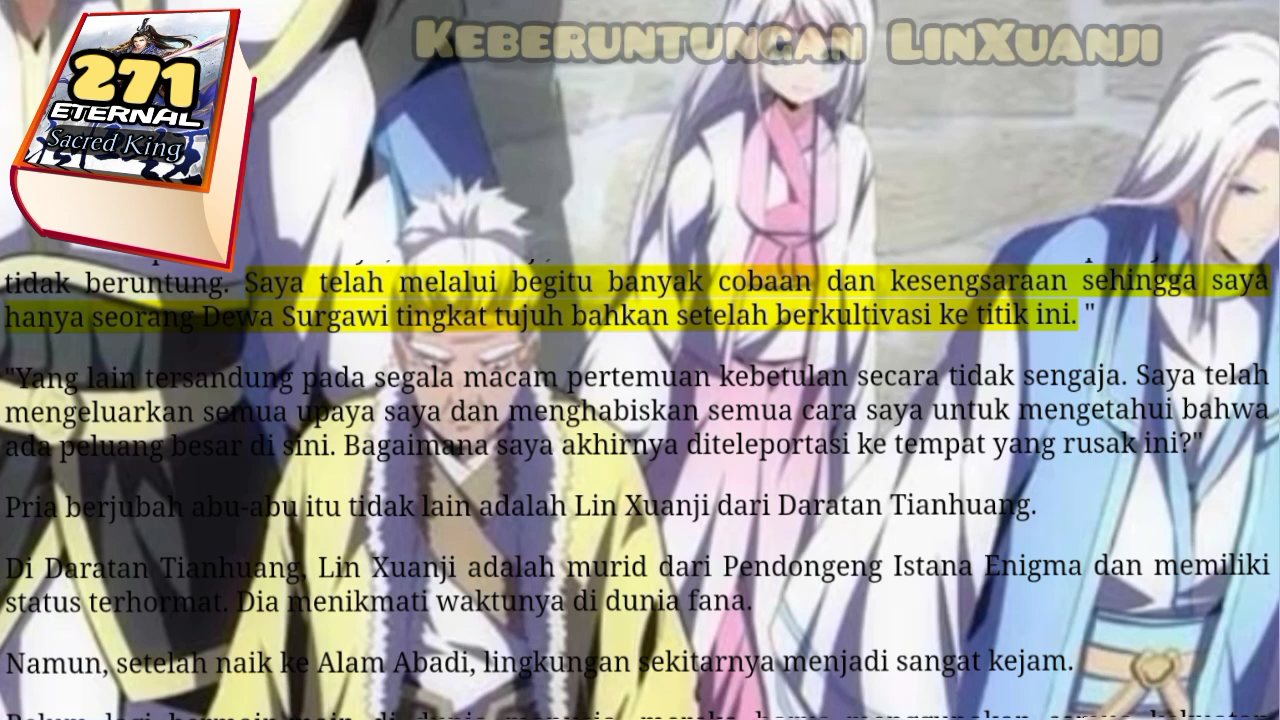 Keberuntungan LinXuanji
271
ETERNAL
Sacred King
tidak beruntung. Saya telah melalui begitu banyak cobaan dan kesengsaraan sehingga saya
hanya seorang Dewa Surgawi tingkat tujuh bahkan setelah berkultivasi ke titik ini. "
"Yang lain tersandung pada segala macam pertemuan kebetulan secara tidak sengaja. Saya telah
mengeluarkan semua upaya saya dan menghabiskan semua cara saya untuk mengetahui bahwa
ada peluang besar di sini. Bagaimana saya akhirnya diteleportasi ke tempat yang rusak ini?"
Pria berjubah abu-abu itu tidak lain adalah Lin Xuanji dari Daratan Tianhuang.
Di Daratan Tianhuang, Lin Xuanji adalah murid dari Pendongeng Istana Enigma dan memiliki
status terhormat. Dia menikmati waktunya di dunia fana.
Namun, setelah naik ke Alam Abadi, lingkungan sekitarnya menjadi sangat kejam.